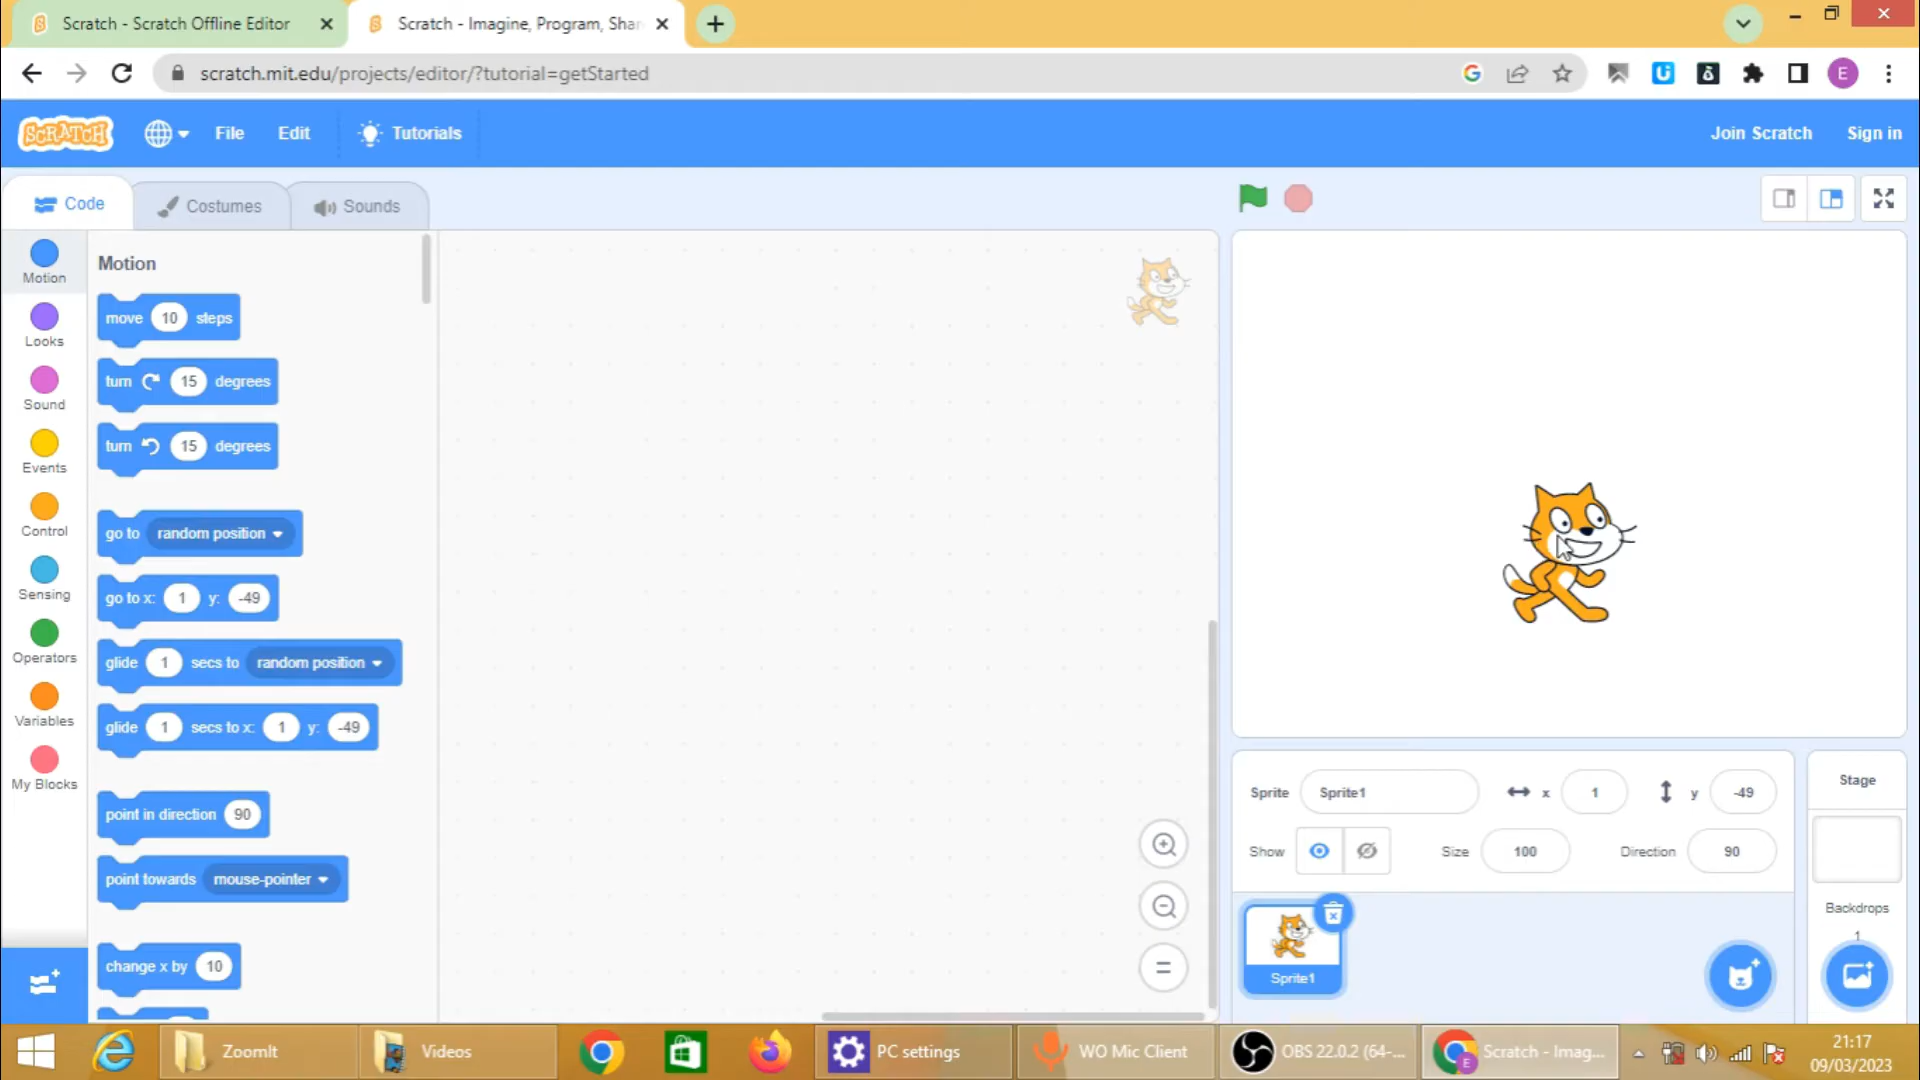 Scratch - Scratch Offline Editor
Scratch - Imagine, Program, Shar
scratch.mit.edu/projects/editor/?tutorial=getStarted
E
SCRATCH
File
Edit
Tutorials
Join Scratch
Sign in
Code
Costumes
Sounds
Motion
Looks
Sound
Events
Control
Sensing
Operators
Variables
My Blocks
Motion
move 10 steps
turn 15 degrees
turn 15 degrees
go to random position
go to x: 1 y: -49
glide 1 secs to random position
glide 1 secs to x: 1 y: -49
point in direction 90
point towards mouse-pointer
change x by 10
Sprite Sprite1 x 1 y -49
Show Size 100 Direction 90
Sprite1
Stage
Backdrops
1
ZoomIt
Videos
PC settings
WO Mic Client
OBS 22.0.2 (64-...
E
Scratch - Imag...
21:17
09/03/2023